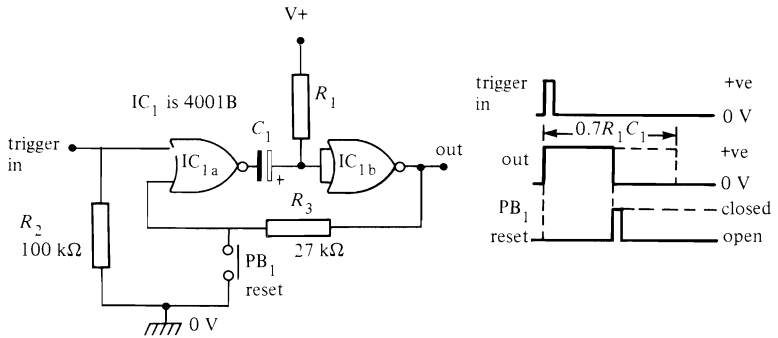 V+
IC1 is 4001B
R1
C1
+
trigger
in
IC1a
IC1b
out
R2
100 kΩ
R3
27 kΩ
PB1
reset
0 V
trigger
in
+ve
0 V
0.7R1C1
out
+ve
0 V
PB1
reset
closed
open